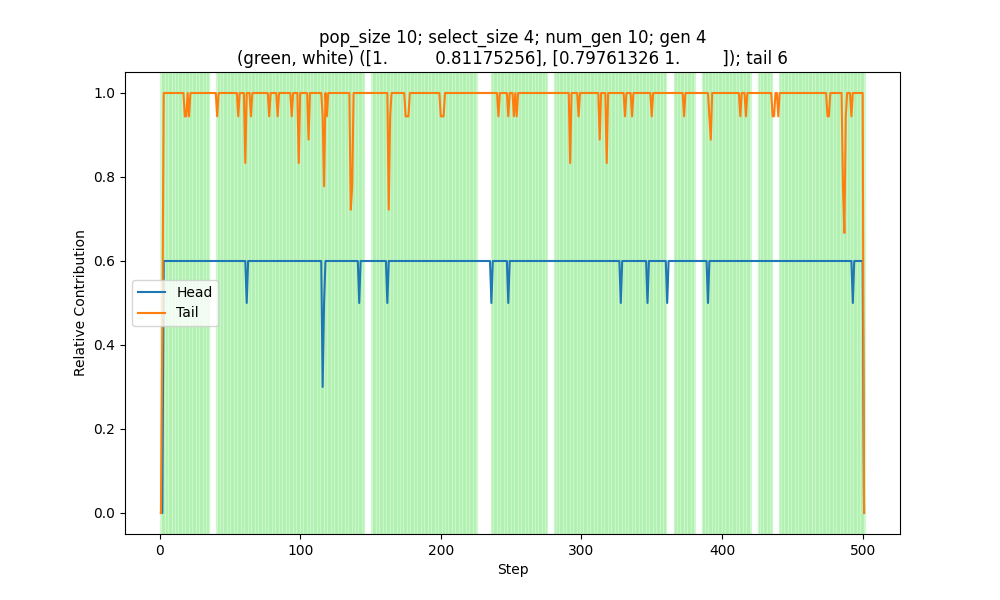 pop_size 10; select_size 4; num_gen 10; gen 4
(green, white) ([1.         0.81175256], [0.79761326 1.        ]); tail 6
1.0
0.8
0.6
0.4
0.2
0.0
Relative Contribution
Head
Tail
0 100 200 300 400 500
Step